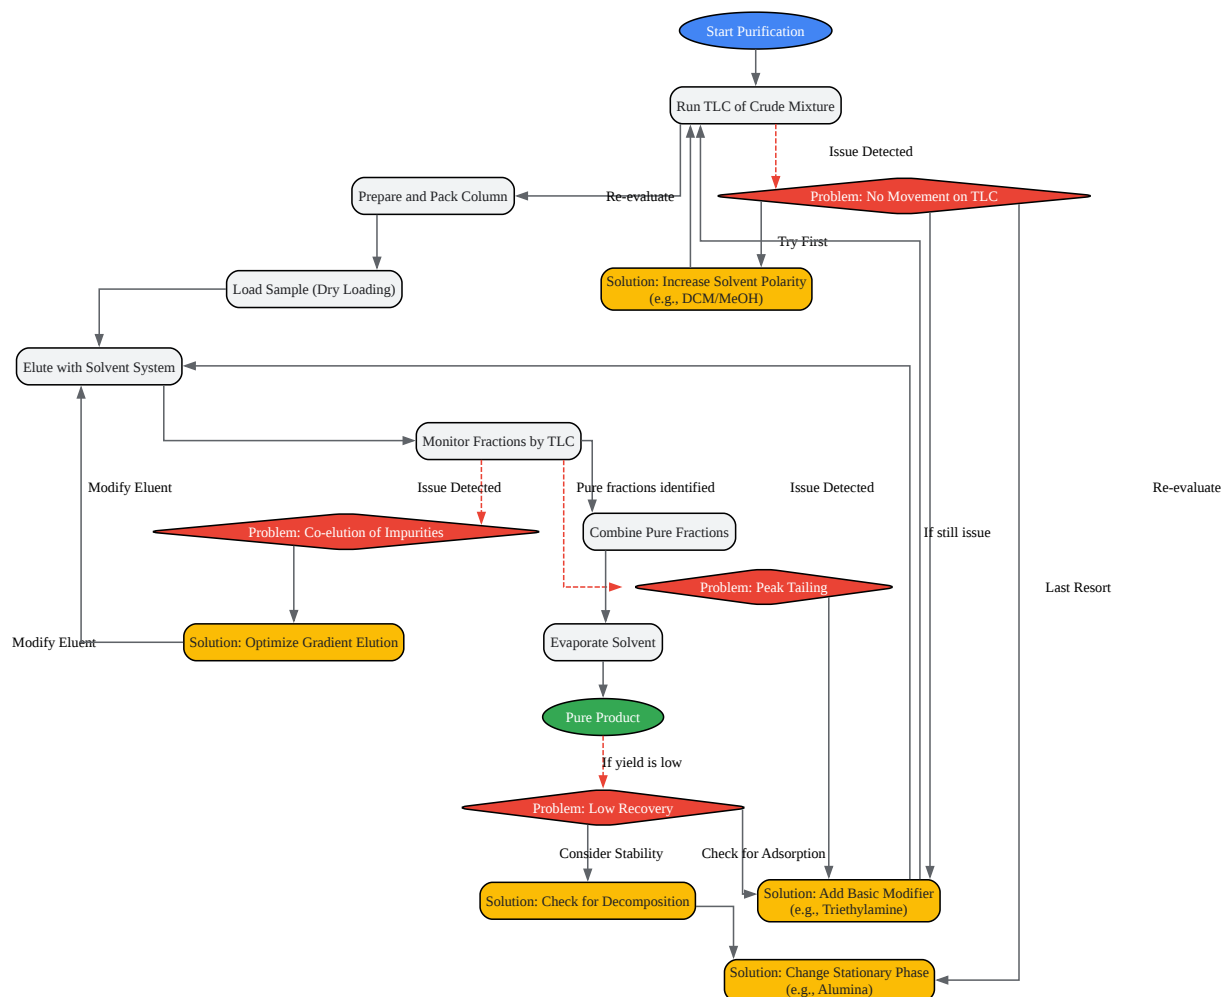 Start Purification
Run TLC of Crude Mixture
Issue Detected
Prepare and Pack Column
Re-evaluate
Problem: No Movement on TLC
Try First
Load Sample (Dry Loading)
Solution: Increase Solvent Polarity
(e.g., DCM/MeOH)
Elute with Solvent System
Monitor Fractions by TLC
Modify Eluent
Issue Detected
Pure fractions identified
Issue Detected
Re-evaluate
Problem: Co-elution of Impurities
Combine Pure Fractions
If still issue
Problem: Peak Tailing
Last Resort
Modify Eluent
Solution: Optimize Gradient Elution
Evaporate Solvent
Pure Product
If yield is low
Problem: Low Recovery
Consider Stability
Check for Adsorption
Solution: Check for Decomposition
Solution: Add Basic Modifier
(e.g., Triethylamine)
Solution: Change Stationary Phase
(e.g., Alumina)